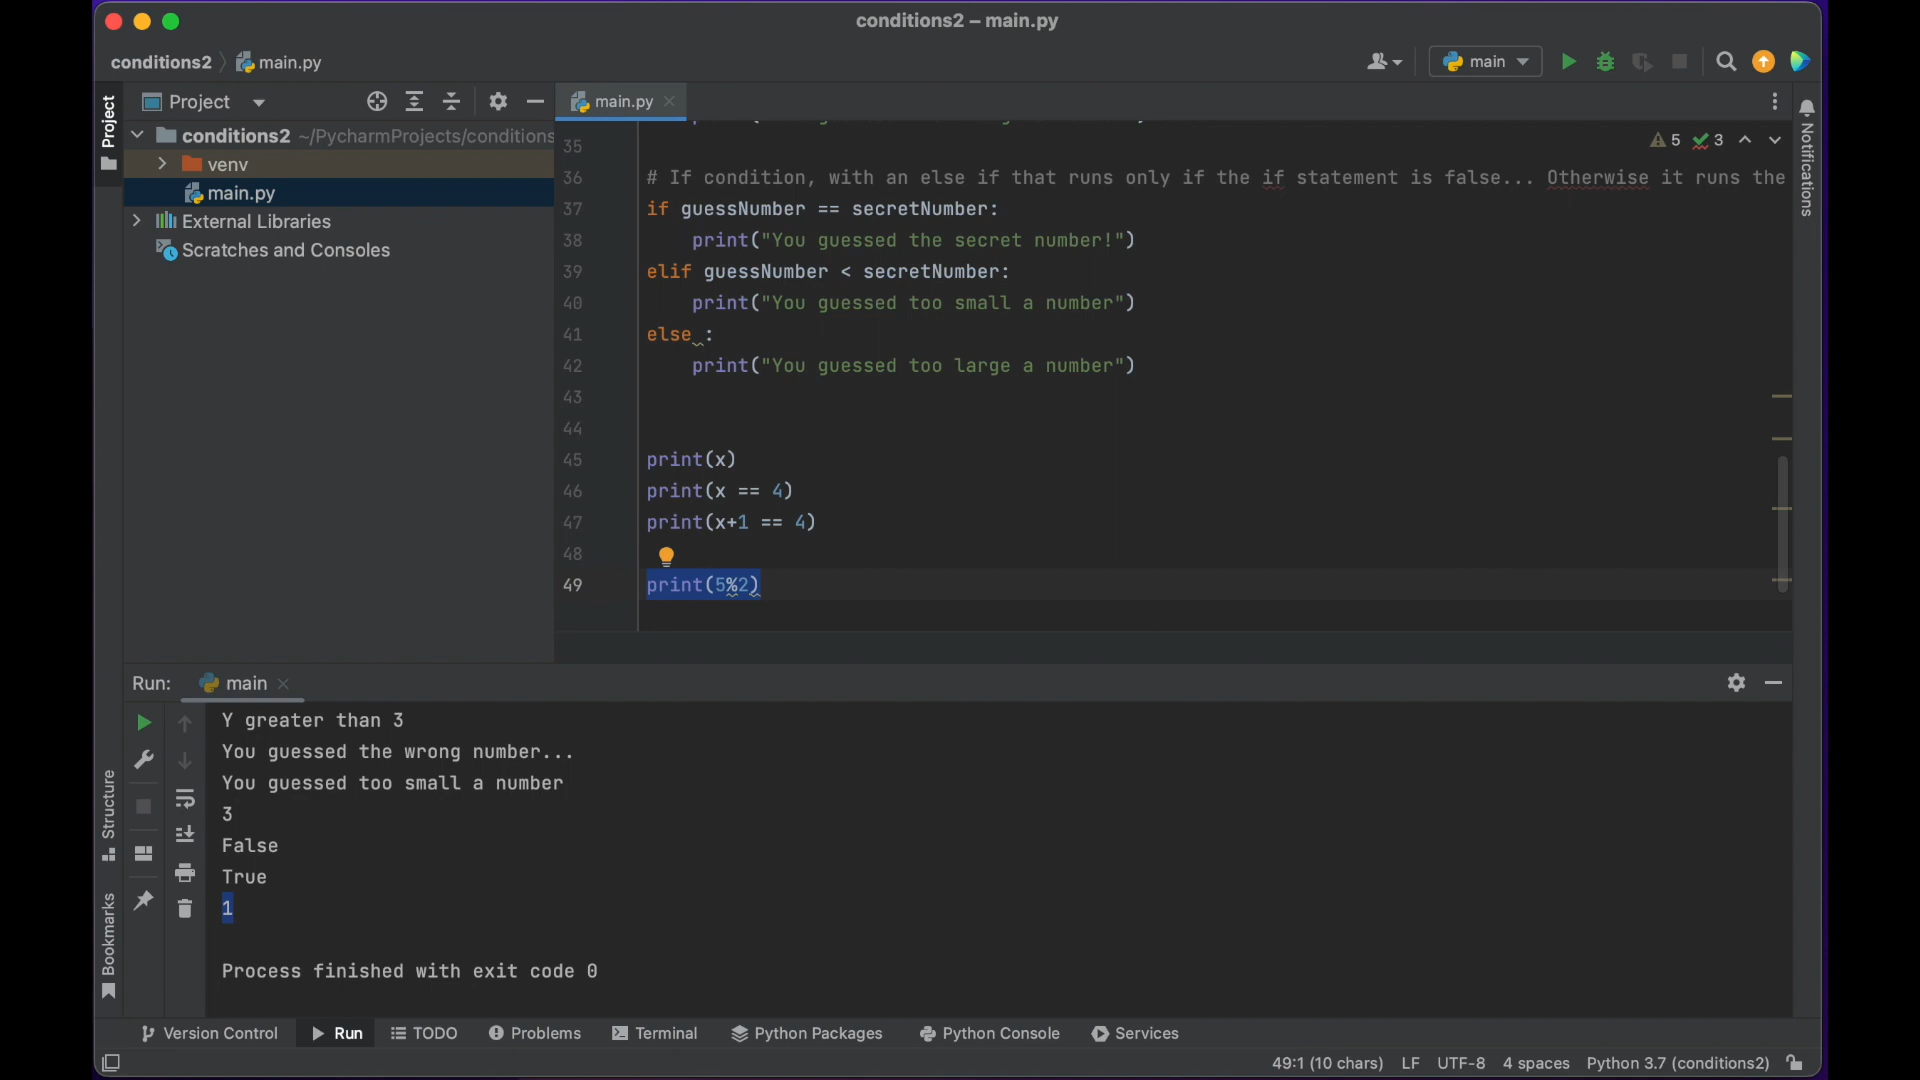 conditions2 – main.py
conditions2
main.py
main
Project
main.py
Project
conditions2 ~/PycharmProjects/conditions
venv
main.py
External Libraries
Scratches and Consoles
5
3
Notifications
35
36 # If condition, with an else if that runs only if the if statement is false... Otherwise it runs the
37 if guessNumber == secretNumber:
38 print("You guessed the secret number!")
39 elif guessNumber < secretNumber:
40 print("You guessed too small a number")
41 else :
42 print("You guessed too large a number")
43
44
45 print(x)
46 print(x == 4)
47 print(x+1 == 4)
48
49 print(5%2)
Run:
main
Y greater than 3
You guessed the wrong number...
You guessed too small a number
3
False
True
1
Process finished with exit code 0
Structure
Bookmarks
Version Control
Run
TODO
Problems
Terminal
Python Packages
Python Console
Services
49:1 (10 chars)
LF
UTF-8
4 spaces
Python 3.7 (conditions2)